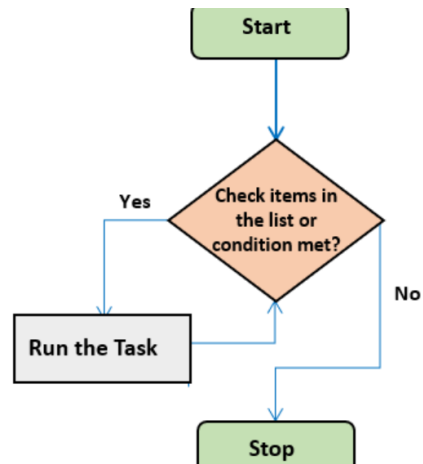 Start
Yes
Check items in
the list or
condition met?
No
Run the Task
Stop